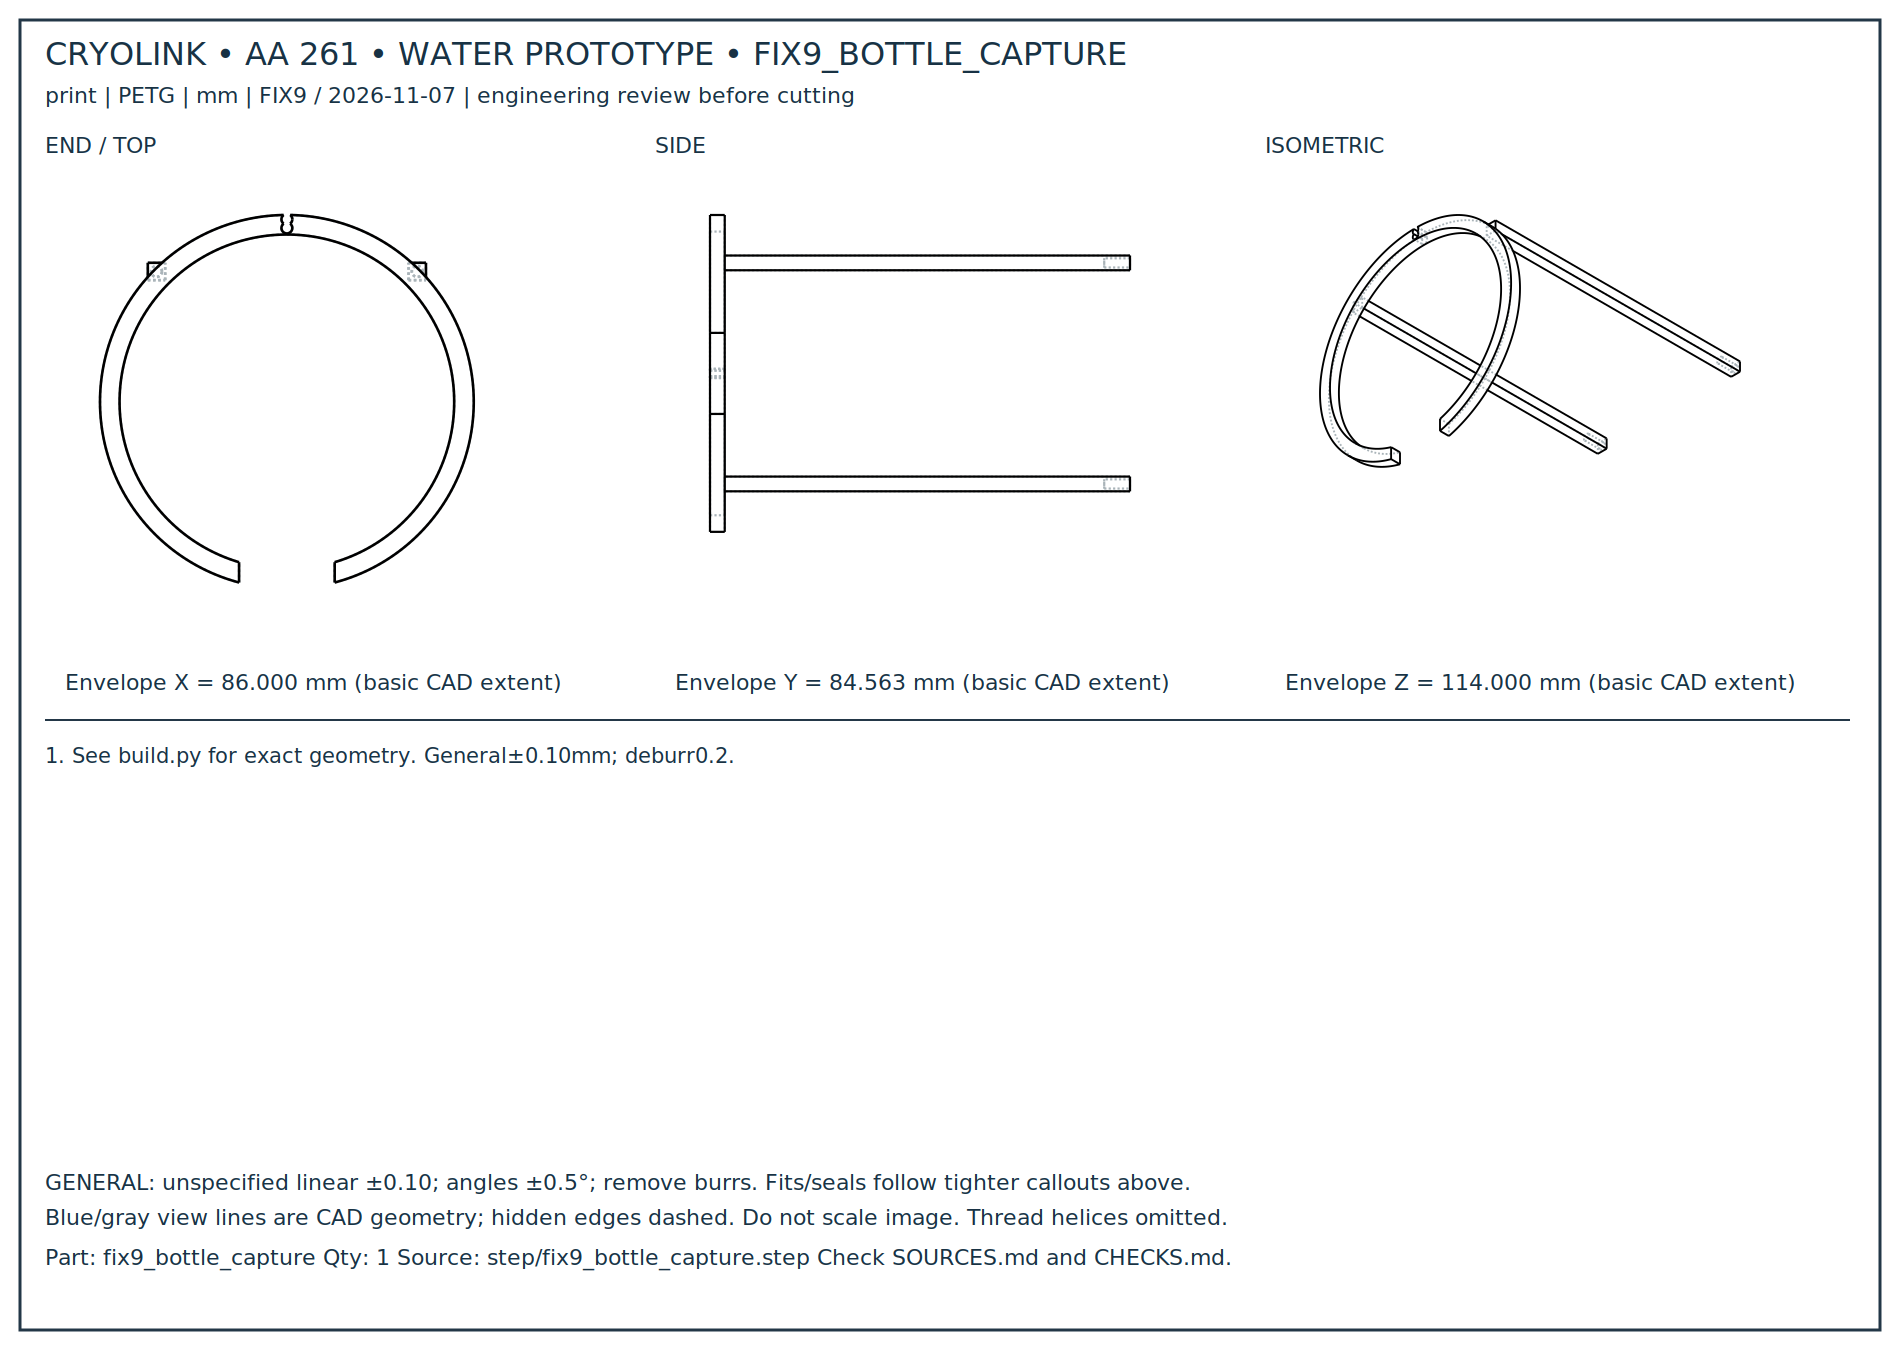 CRYOLINK • AA 261 • WATER PROTOTYPE • FIX9_BOTTLE_CAPTURE
print | PETG | mm | FIX9 / 2026-11-07 | engineering review before cutting
END / TOP
SIDE
ISOMETRIC
Envelope X = 86.000 mm (basic CAD extent)
Envelope Y = 84.563 mm (basic CAD extent)
Envelope Z = 114.000 mm (basic CAD extent)
1. See build.py for exact geometry. General±0.10mm; deburr0.2.
GENERAL: unspecified linear ±0.10; angles ±0.5°; remove burrs. Fits/seals follow tighter callouts above.
Blue/gray view lines are CAD geometry; hidden edges dashed. Do not scale image. Thread helices omitted.
Part: fix9_bottle_capture Qty: 1 Source: step/fix9_bottle_capture.step Check SOURCES.md and CHECKS.md.